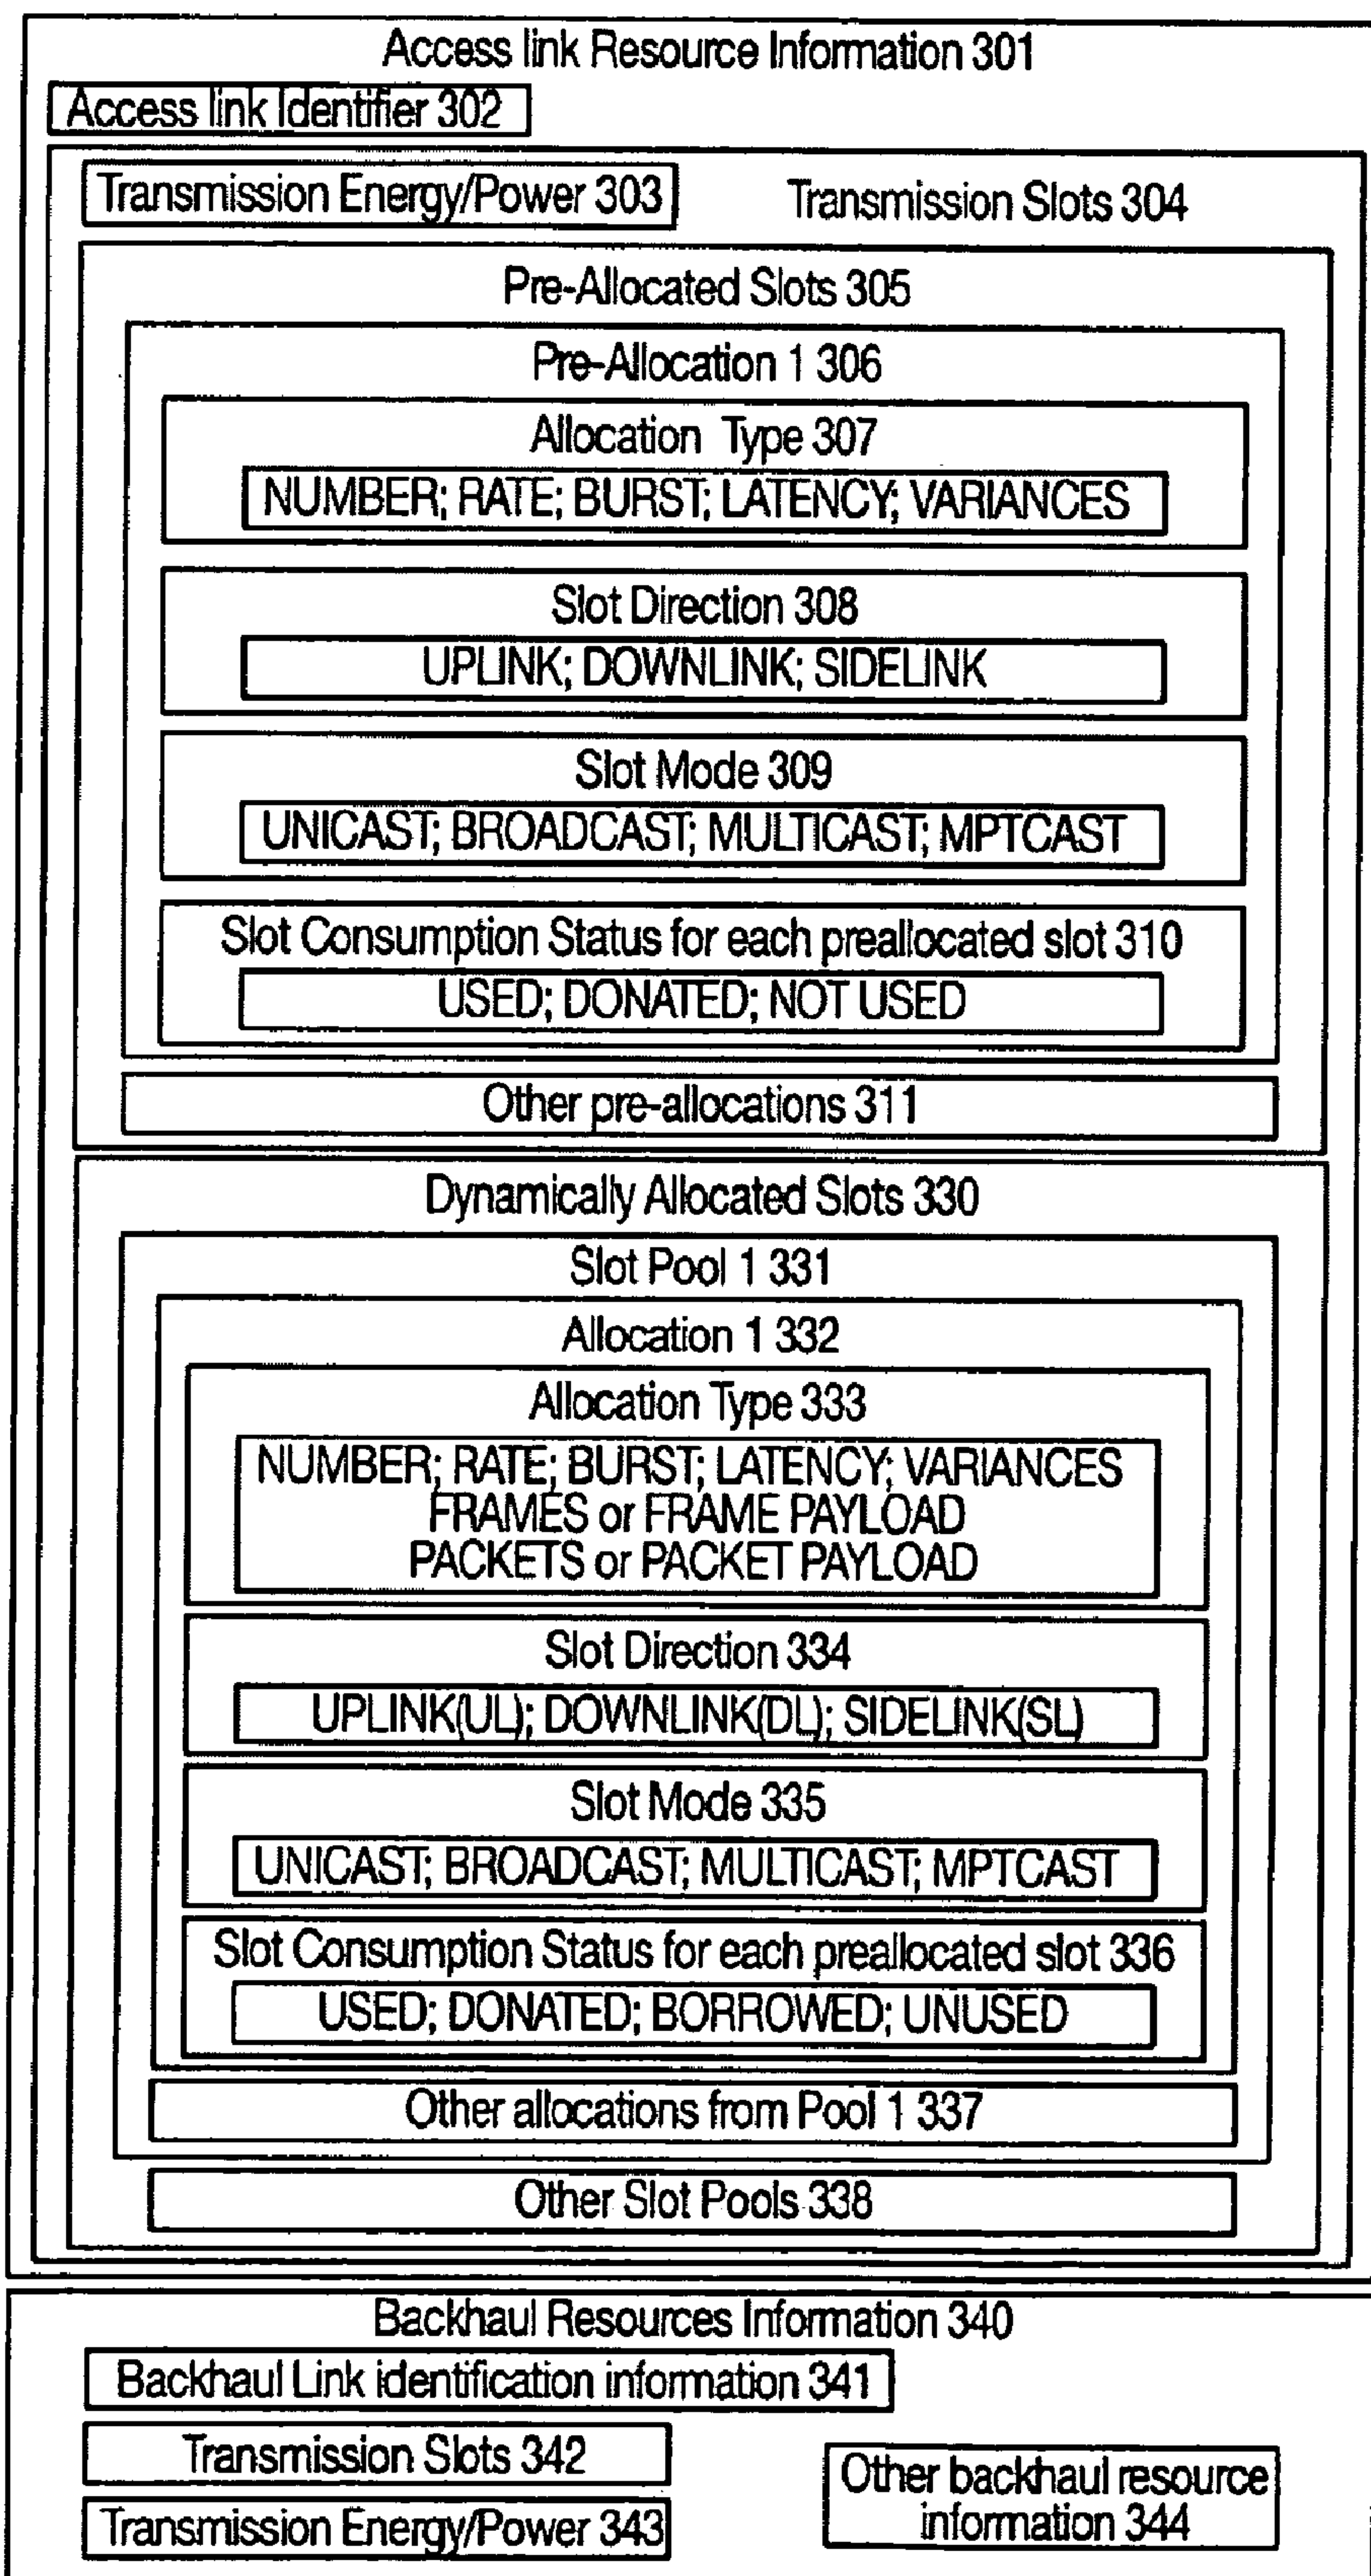 Access link Resource Information 301
Access link Identifier 302
Transmission Energy/Power 303
Transmission Slots 304
Pre-Allocated Slots 305
Pre-Allocation 1 306
Allocation Type 307
NUMBER; RATE; BURST; LATENCY; VARIANCES
Slot Direction 308
UPLINK; DOWNLINK; SIDELINK
Slot Mode 309
UNICAST; BROADCAST; MULTICAST; MPTCAST
Slot Consumption Status for each preallocated slot 310
USED; DONATED; NOT USED
Other pre-allocations 311
Dynamically Allocated Slots 330
Slot Pool 1 331
Allocation 1 332
Allocation Type 333
NUMBER; RATE; BURST; LATENCY; VARIANCES
FRAMES or FRAME PAYLOAD
PACKETS or PACKET PAYLOAD
Slot Direction 334
UPLINK(UL); DOWNLINK(DL); SIDELINK(SL)
Slot Mode 335
UNICAST; BROADCAST; MULTICAST; MPTCAST
Slot Consumption Status for each preallocated slot 336
USED; DONATED; BORROWED; UNUSED
Other allocations from Pool 1 337
Other Slot Pools 338
Backhaul Resources Information 340
Backhaul Link identification information 341
Transmission Slots 342
Transmission Energy/Power 343
Other backhaul resource
information 344